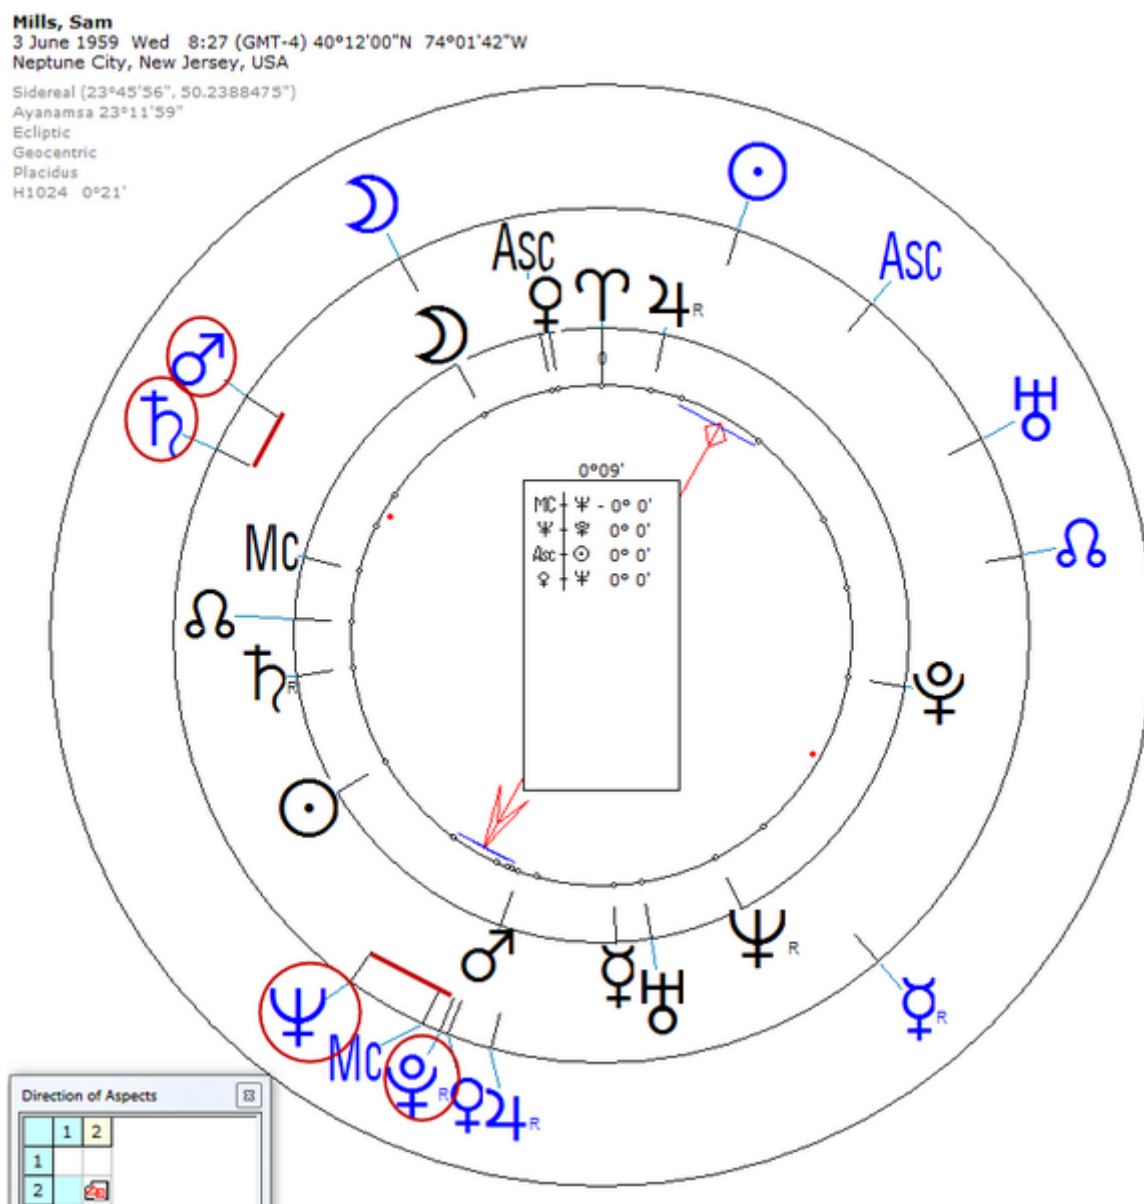 Mills, Sam
3 June 1959 Wed 8:27 (GMT-4) 40°12'00"N 74°01'42"W
Neptune City, New Jersey, USA
Sidereal (23°45'56", 50.2388475")
Ayanamsa 23°11'59"
Ecliptic
Geocentric
Placidus
H1024 0°21'
☽ ☉
Asc Asc
♀ ♈ ♃ R
☽
0
♂
♄
♅
0°09'
MC ♆ - 0° 0'
♆ 0° 0'
Asc ☉ 0° 0'
♀ ♆ 0° 0'
Mc
☊
☊
♄ R
♇
☉
♂ ☿ ♅ ♆ R
♆ ☿ R
Mc ♇ R ♀ ♃ R
Direction of Aspects
1 2
1
2